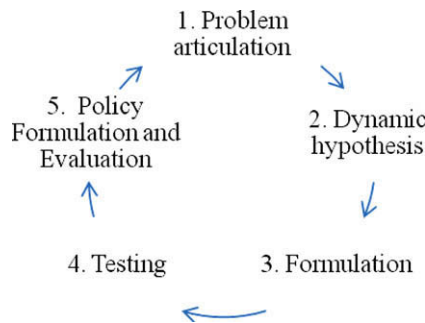 1. Problem
articulation
2. Dynamic
hypothesis
3. Formulation
4. Testing
5. Policy
Formulation and
Evaluation